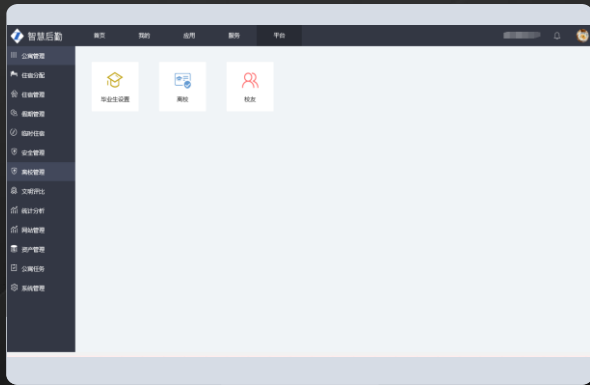 智慧后勤
首页 我的 应用 服务 平台
公寓管理
住宿分配
住宿管理
假期管理
临时住宿
安全管理
离校管理
文明评比
统计分析
网站管理
资产管理
公寓任务
系统管理
毕业生设置 离校 校友